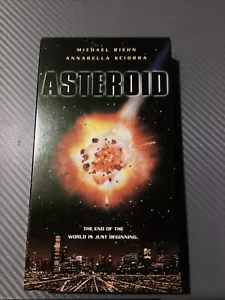 MICHAEL BIEHN
ANNABELLA SCIORRA
ASTEROID
THE END OF THE
WORLD IS JUST BEGINNING.